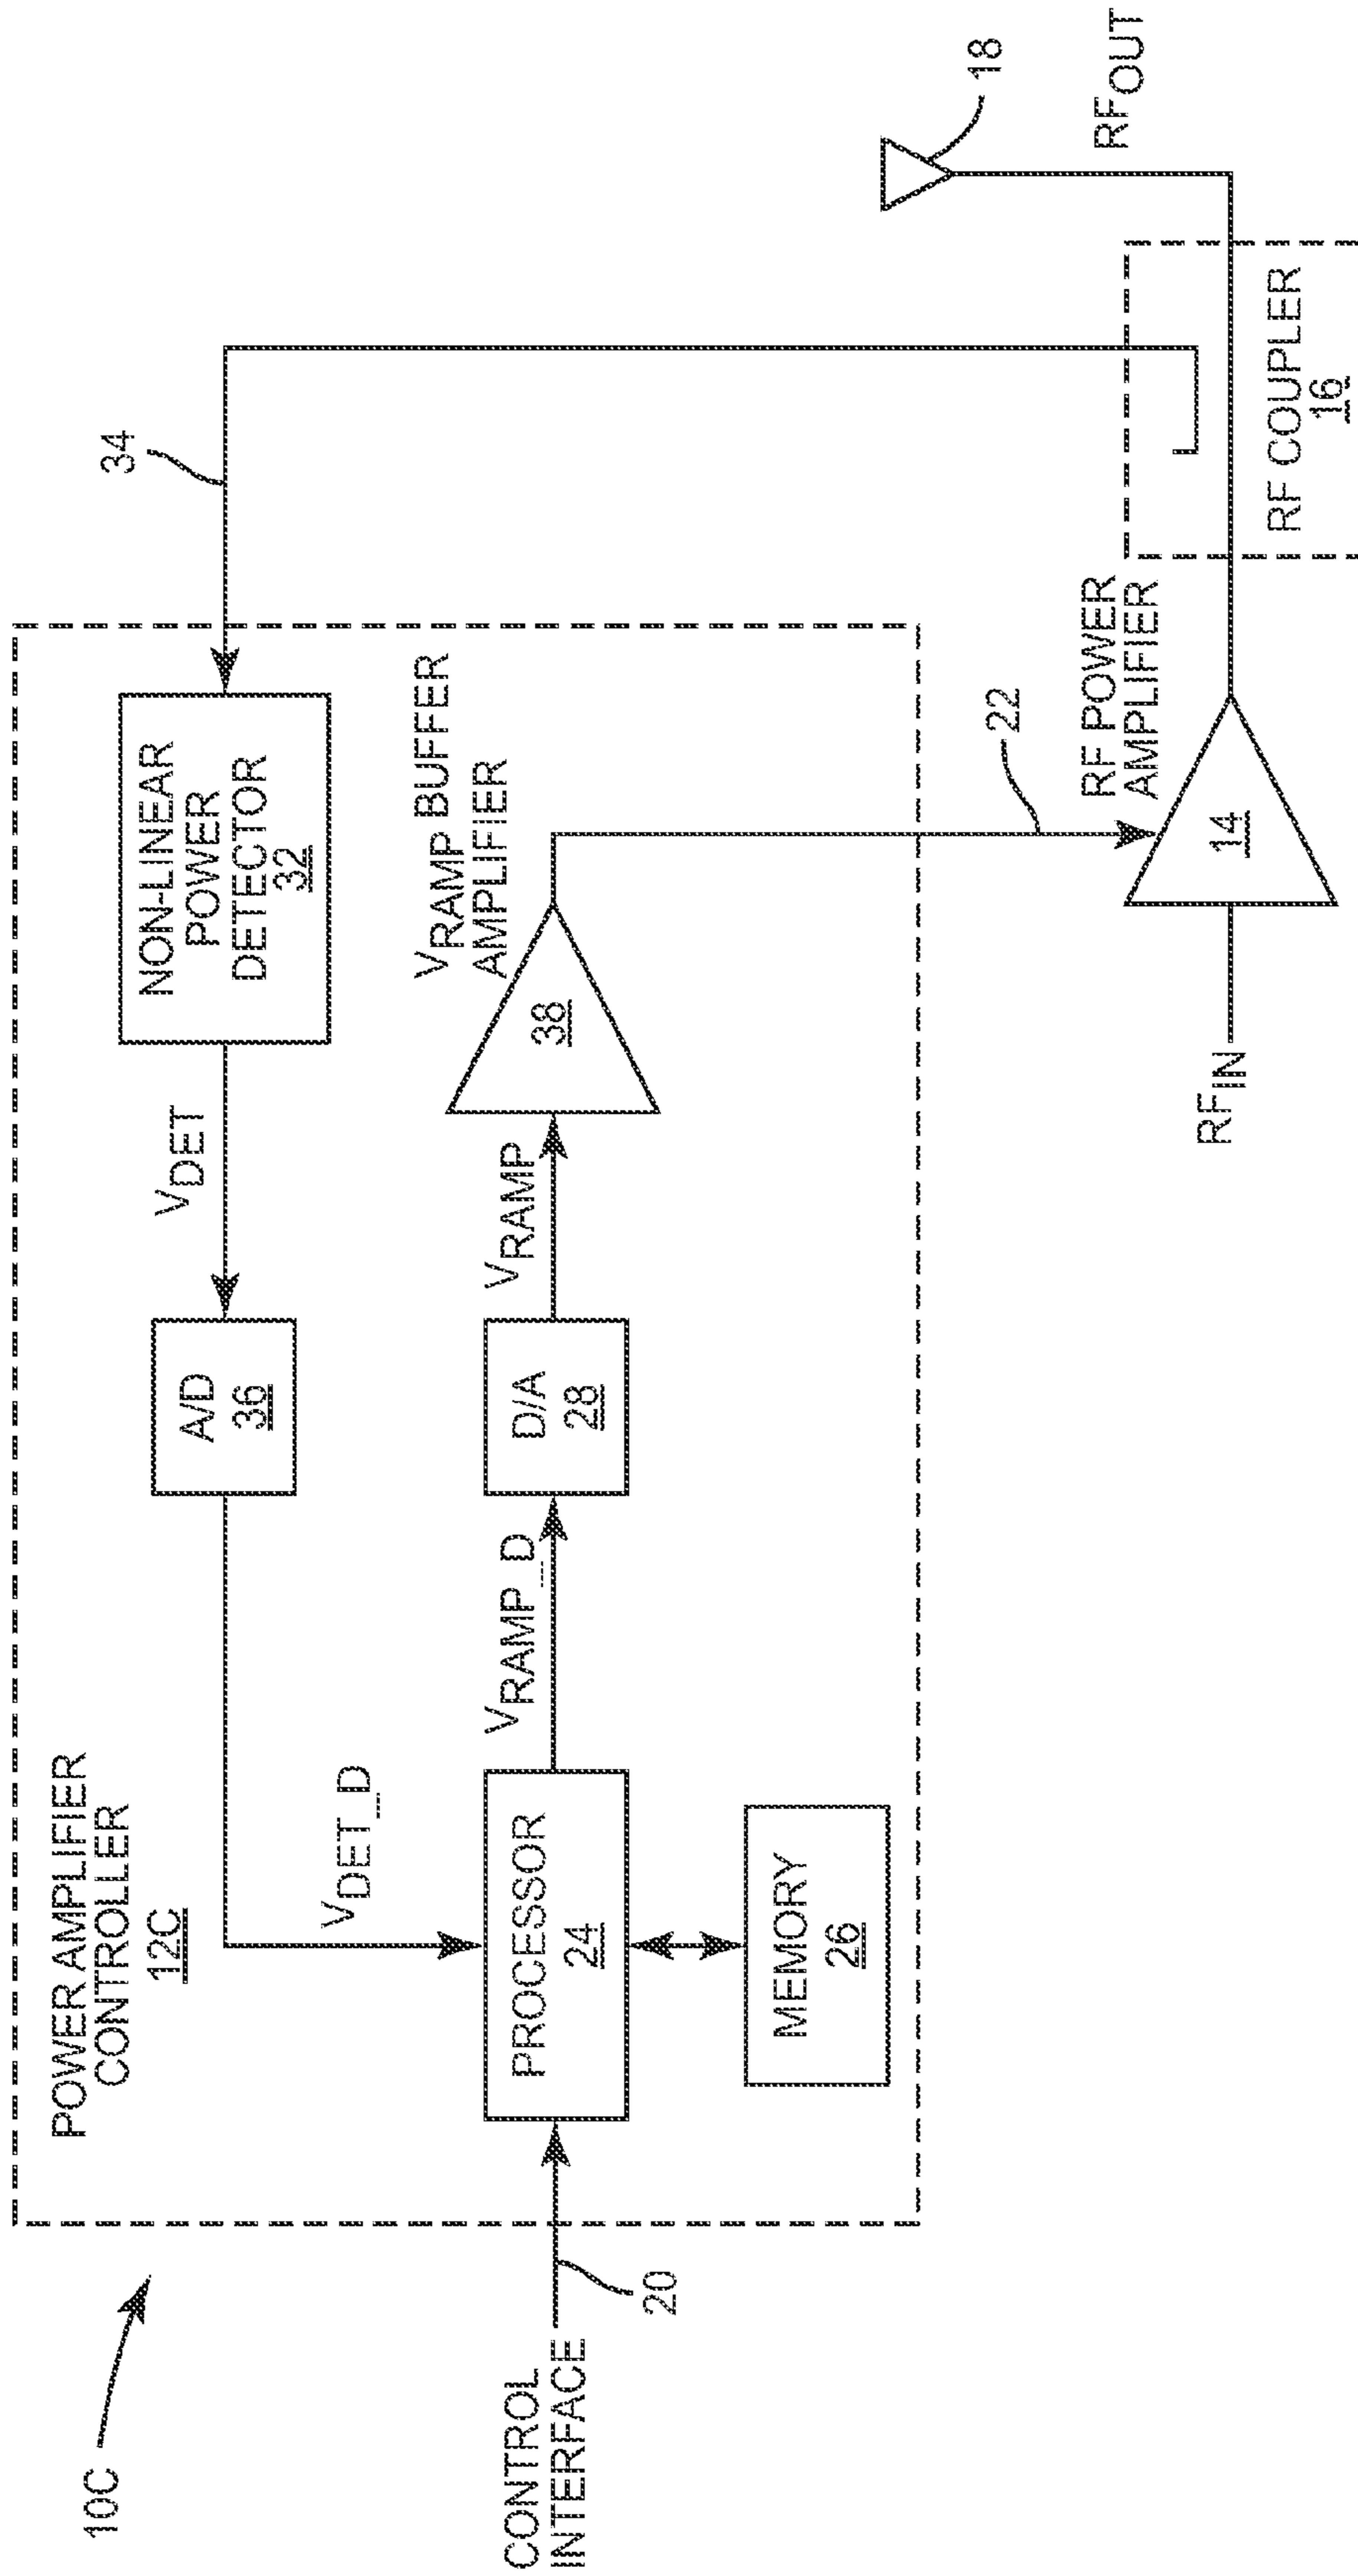 10C
POWER AMPLIFIER
CONTROLLER
12C
CONTROL
INTERFACE
20
PROCESSOR
24
MEMORY
26
VDET_D
A/D
36
VDET
NON-LINEAR
POWER
DETECTOR
32
34
VRAMP_D
D/A
28
VRAMP
VRAMP BUFFER
AMPLIFIER
38
22
RFIN
RF POWER
AMPLIFIER
14
RF COUPLER
16
18
RFOUT